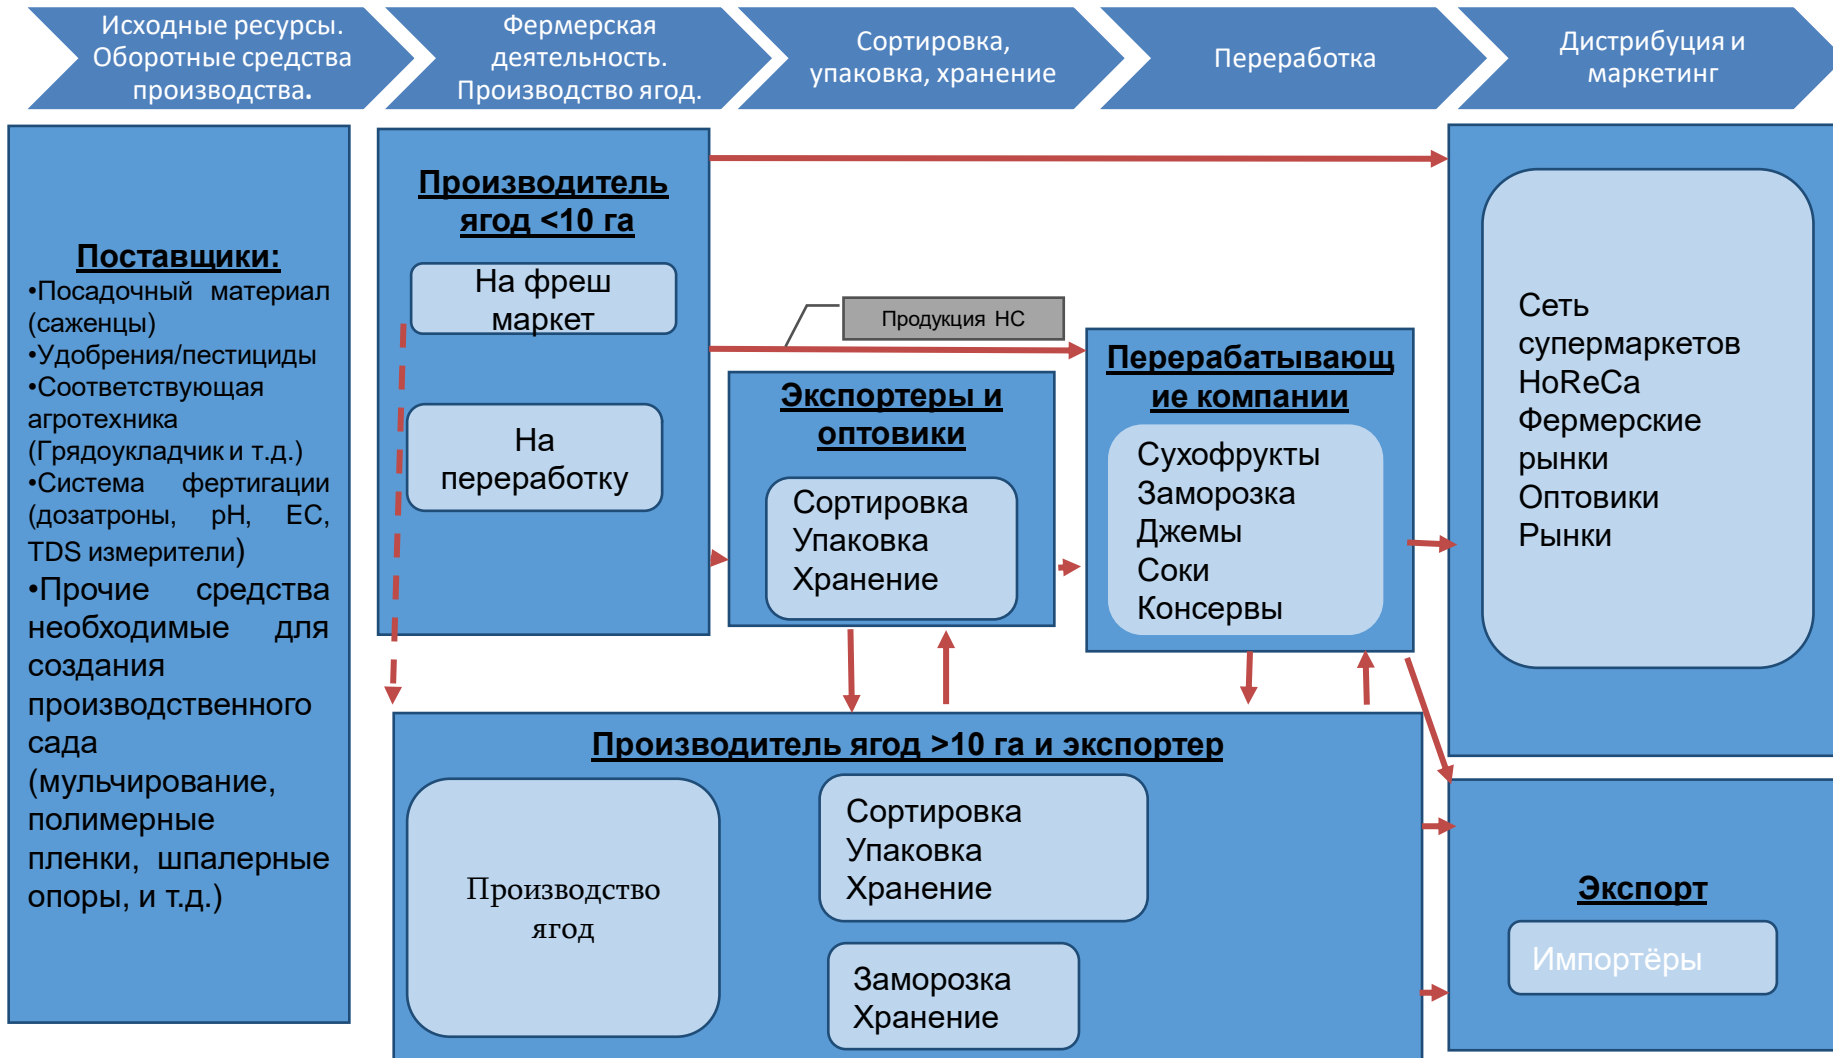 Исходные ресурсы.
Оборотные средства
производства.
Фермерская
деятельность.
Производство ягод.
Сортировка,
упаковка, хранение
Переработка
Дистрибуция и
маркетинг
Поставщики:
•Посадочный материал
(саженцы)
•Удобрения/пестициды
•Соответствующая
агротехника
(Грядоукладчик и т.д.)
•Система фертигации
(дозатроны, pH, EC,
TDS измерители)
•Прочие средства
необходимые для
создания
производственного
сада
(мульчирование,
полимерные
пленки, шпалерные
опоры, и т.д.)
Производитель
ягод <10 га
На фреш
маркет
На
переработку
Продукция НС
Экспортеры и
оптовики
Сортировка
Упаковка
Хранение
Перерабатывающ
ие компании
Сухофрукты
Заморозка
Джемы
Соки
Консервы
Сеть
супермаркетов
HoReCa
Фермерские
рынки
Оптовики
Рынки
Производитель ягод >10 га и экспортер
Производство
ягод
Сортировка
Упаковка
Хранение
Заморозка
Хранение
Экспорт
Импортёры